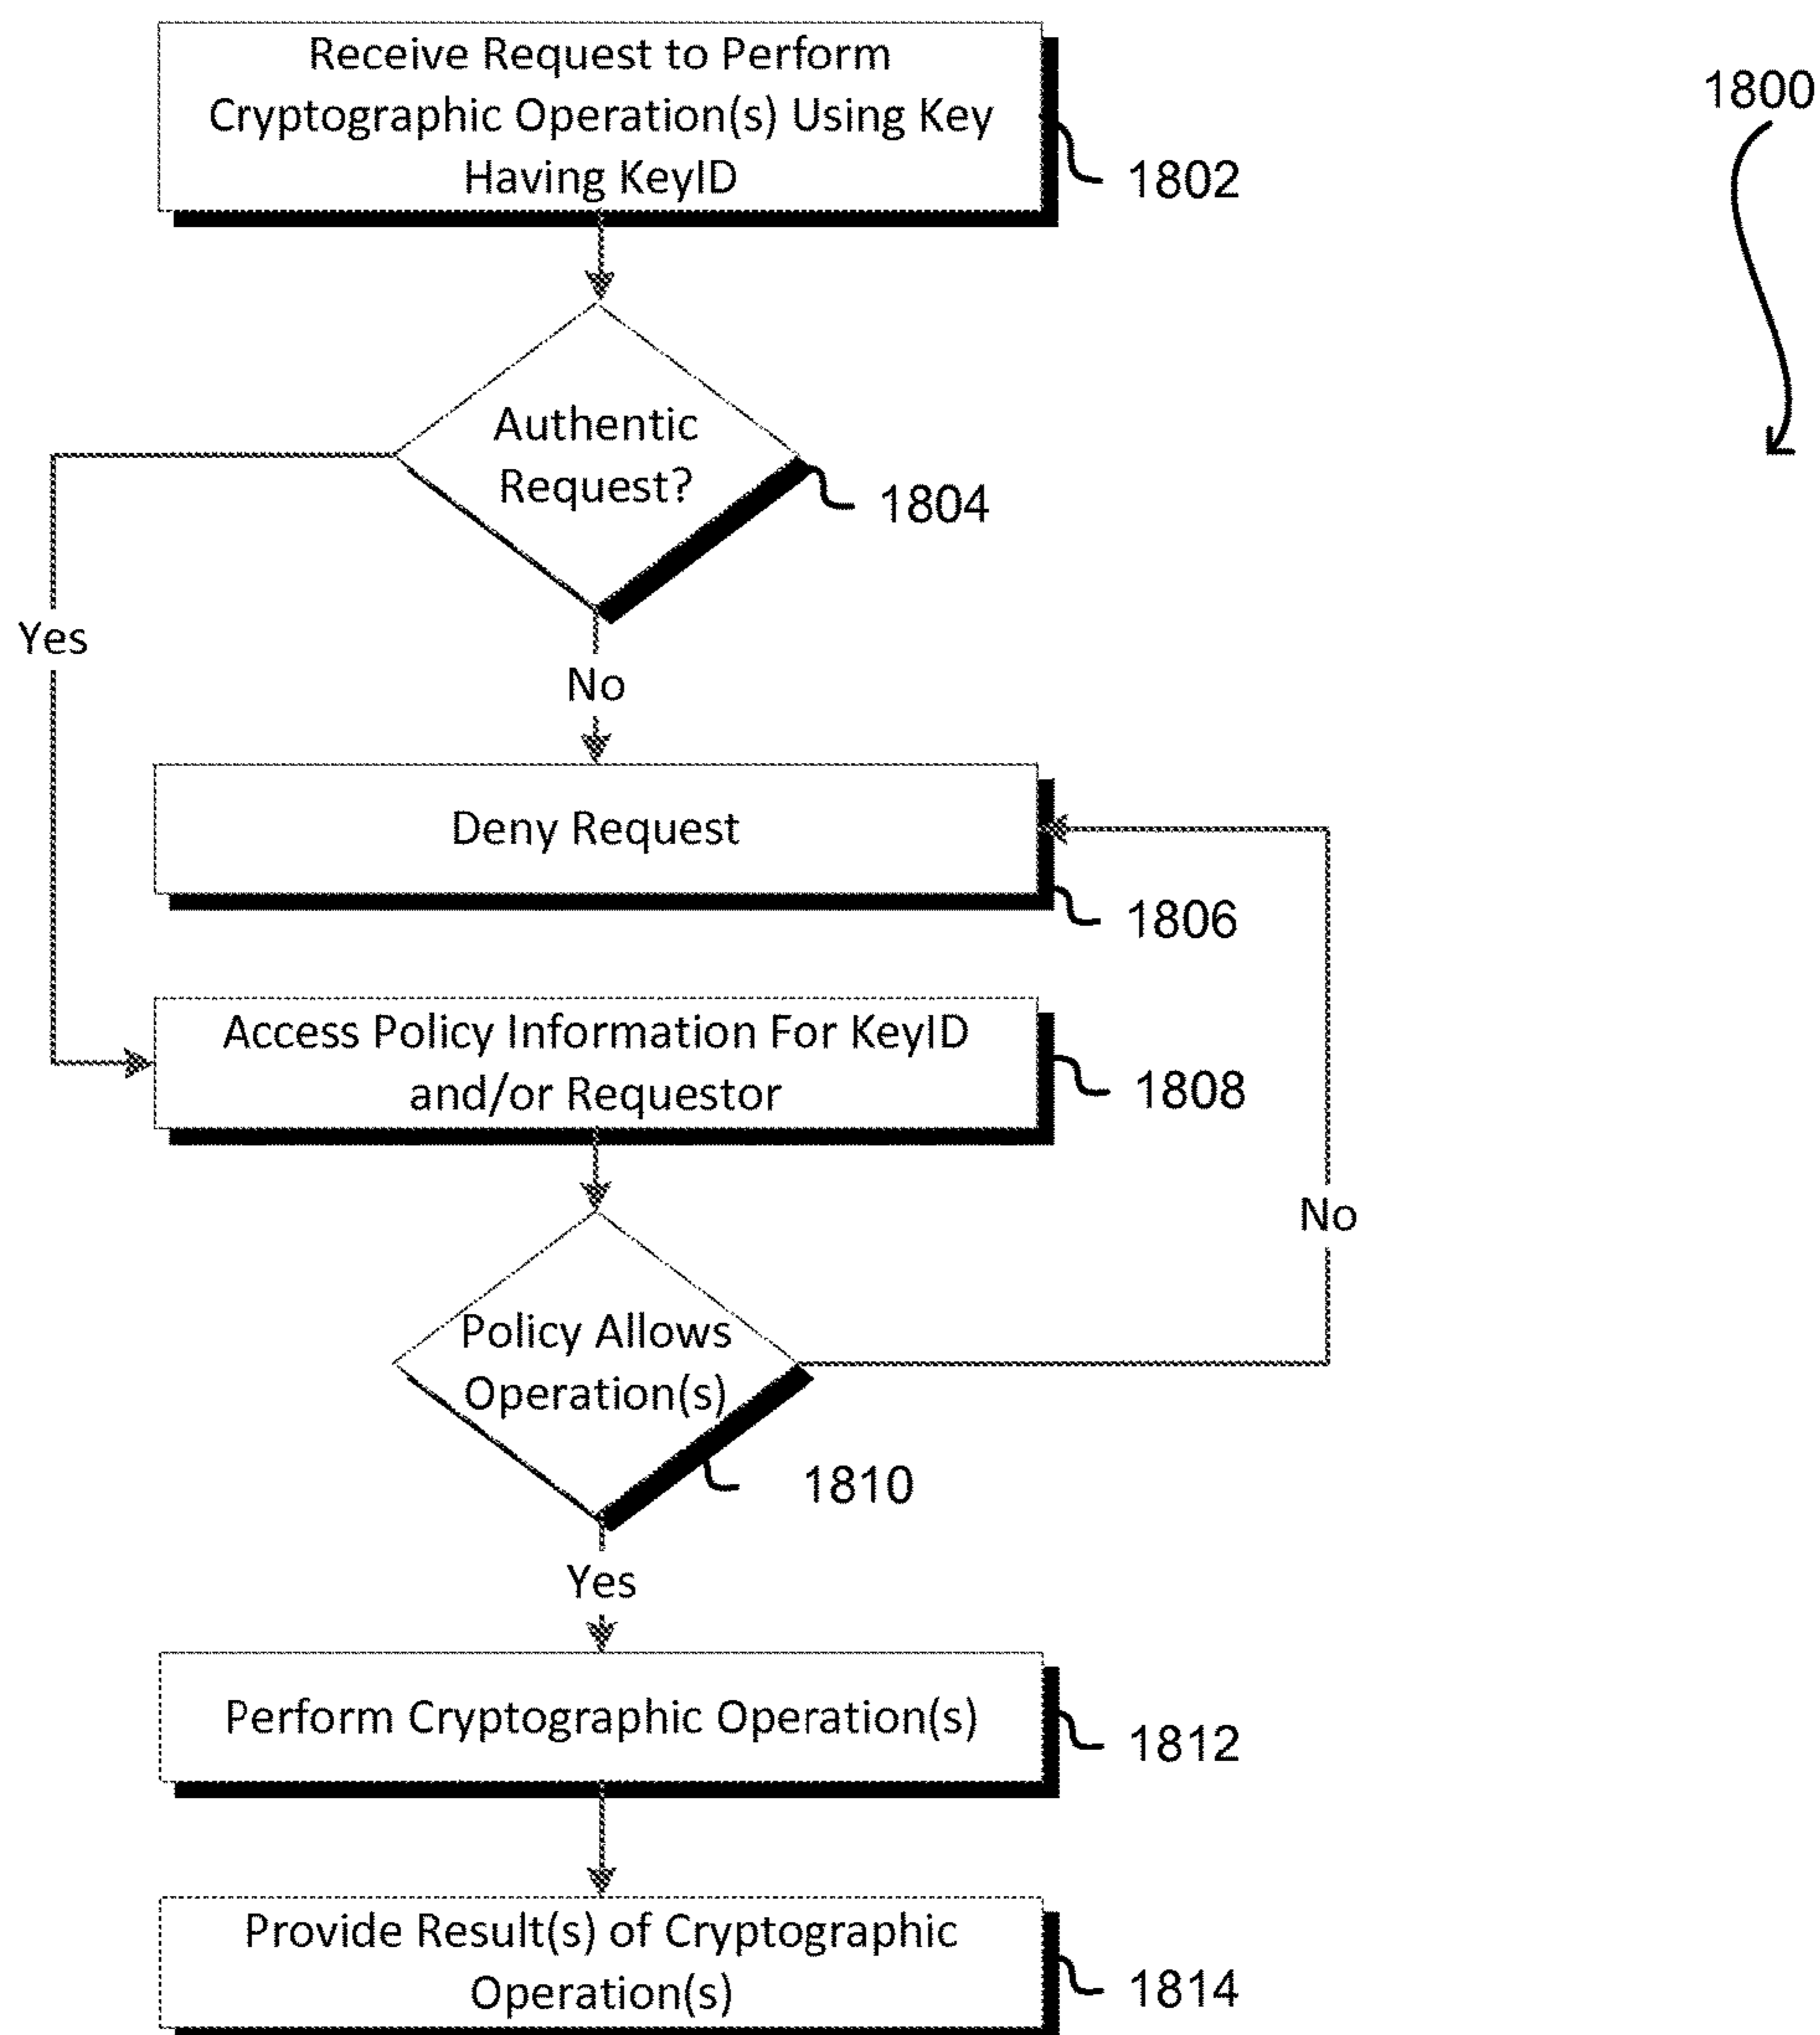 Receive Request to Perform
Cryptographic Operation(s) Using Key
Having KeyID
1802
1800
Authentic
Request?
1804
Yes
No
Deny Request
1806
Access Policy Information For KeyID
and/or Requestor
1808
No
Policy Allows
Operation(s)
1810
Yes
Perform Cryptographic Operation(s)
1812
Provide Result(s) of Cryptographic
Operation(s)
1814